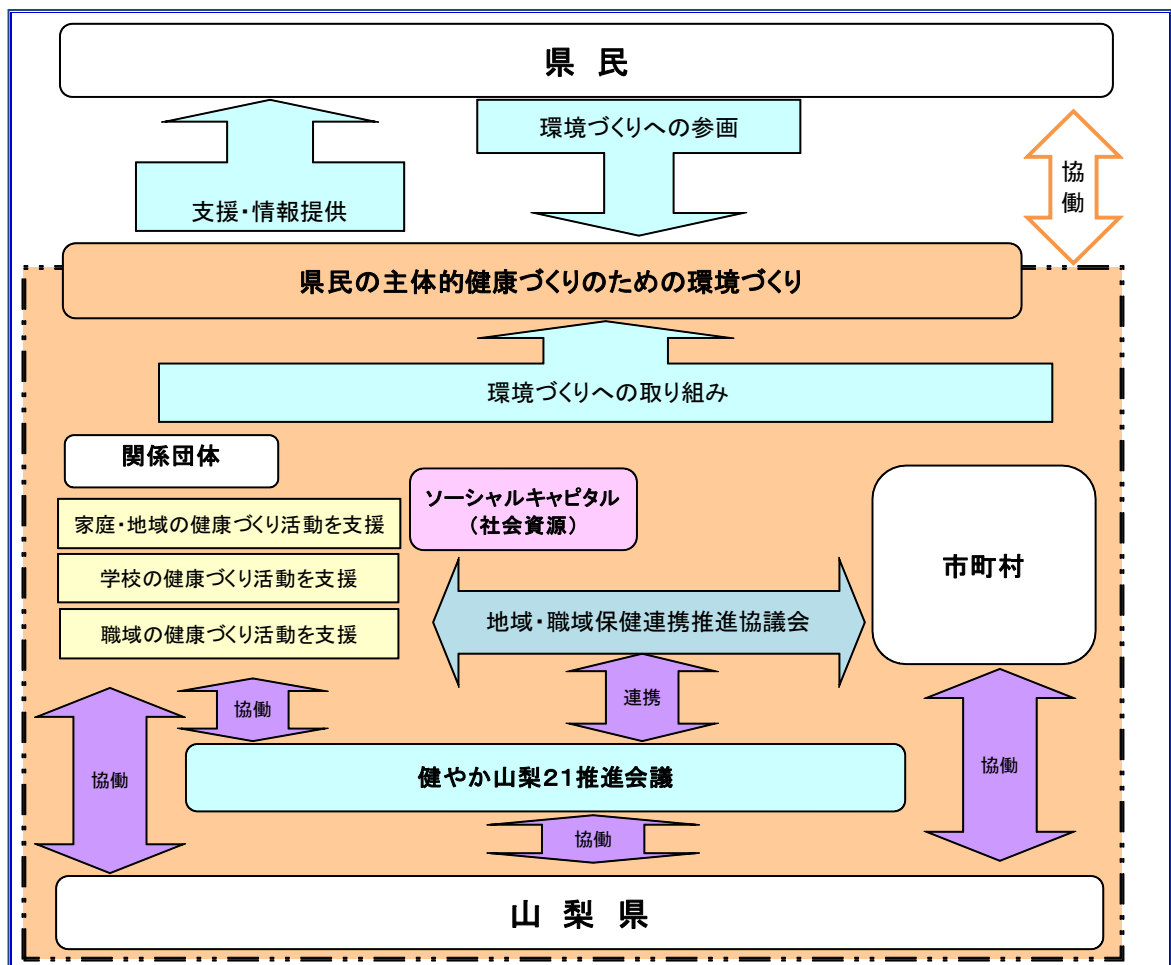 県 民
環境づくりへの参画
支援・情報提供
協
働
県民の主体的健康づくりのための環境づくり
環境づくりへの取り組み
関係団体
家庭・地域の健康づくり活動を支援
学校の健康づくり活動を支援
職域の健康づくり活動を支援
ソーシャルキャピタル
（社会資源）
市町村
地域・職域保健連携推進協議会
協働
連携
協働
協働
健やか山梨２１推進会議
協働
山 梨 県